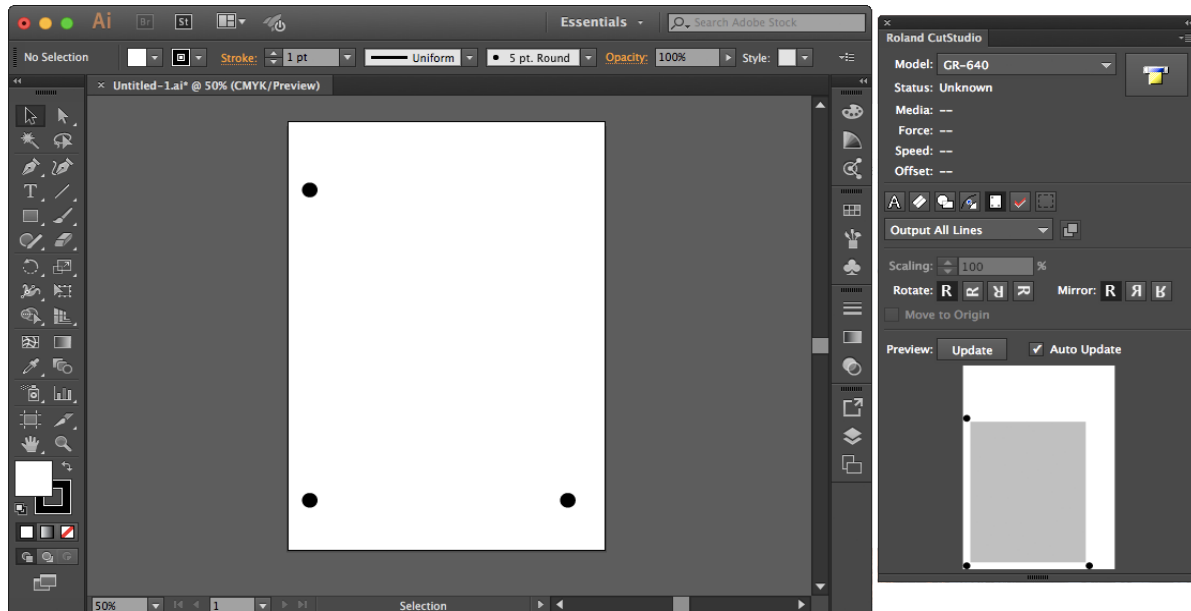 Ai Br St Essentials Search Adobe Stock
No Selection Stroke: 1 pt Uniform 5 pt. Round Opacity: 100% Style:
× Untitled-1.ai* @ 50% (CMYK/Preview)
T
50% 1 Selection
Roland CutStudio
Model: GR-640
Status: Unknown
Media: --
Force: --
Speed: --
Offset: --
A
Output All Lines
Scaling: 100 %
Rotate: R R R R Mirror: R R R
Move to Origin
Preview: Update Auto Update